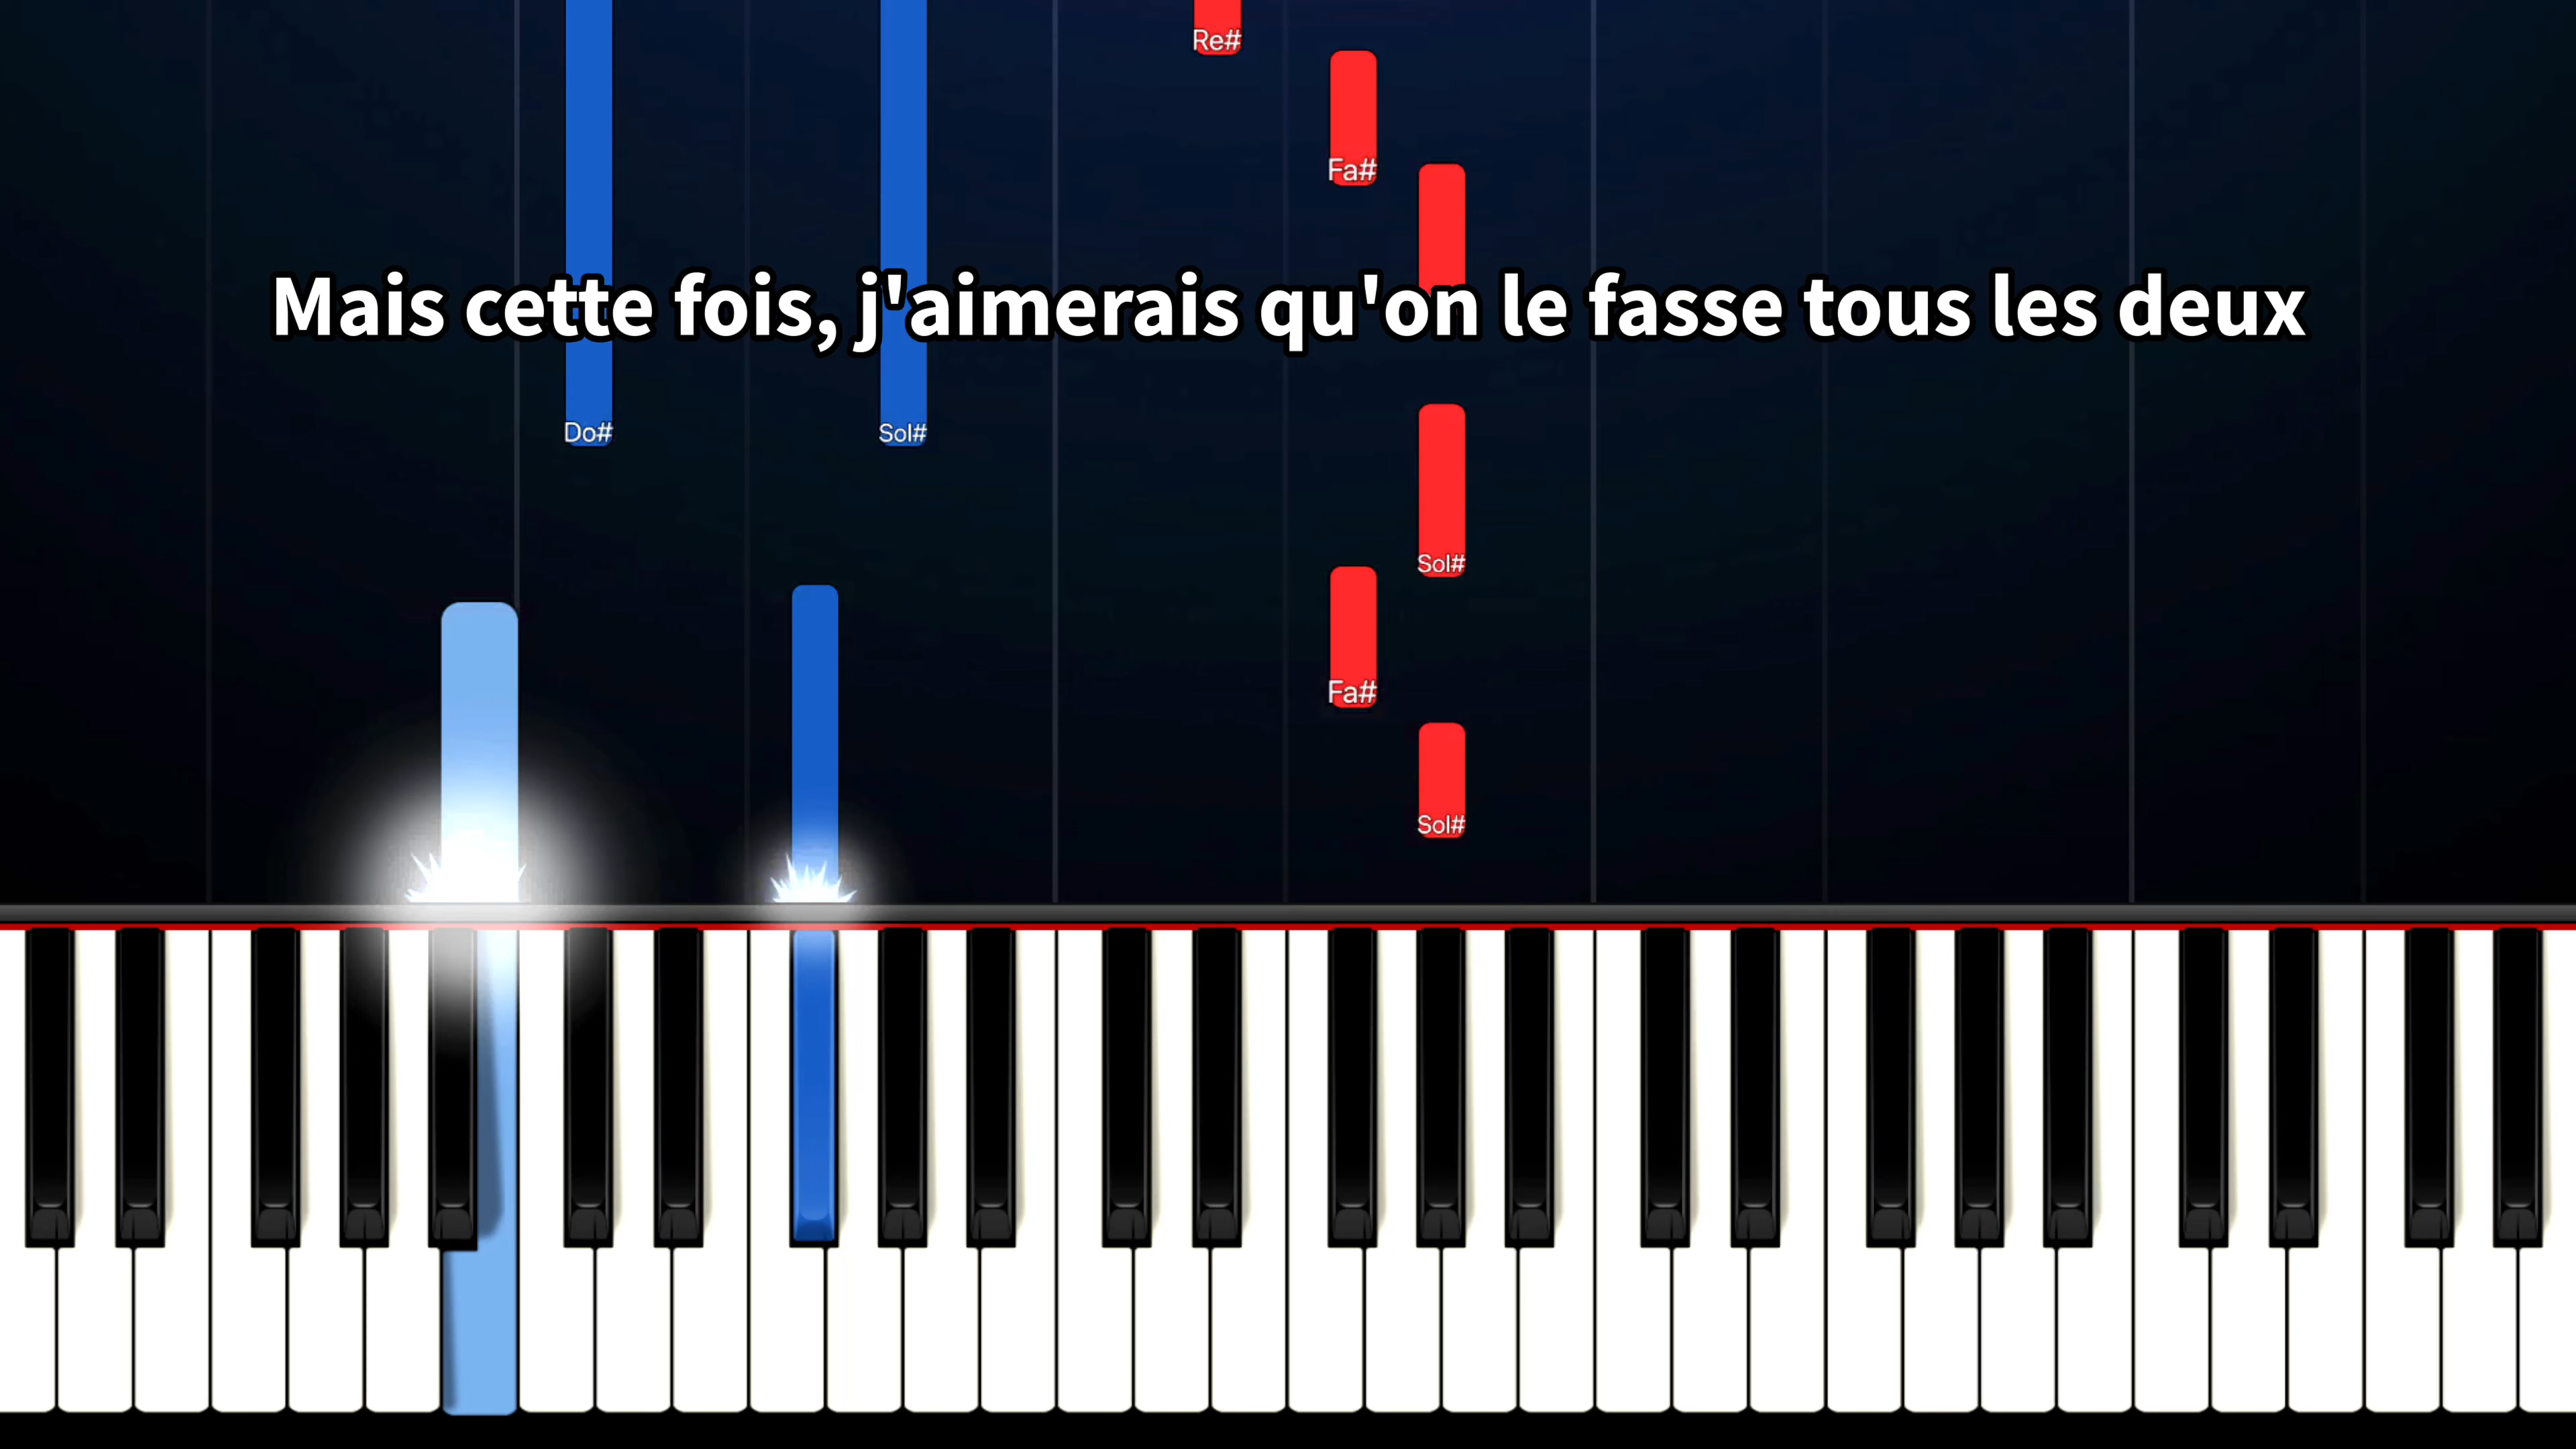 Re#
Fa#
Mais cette fois, j'aimerais qu'on le fasse tous les deux
Do# Sol#
Sol#
Fa#
Sol#